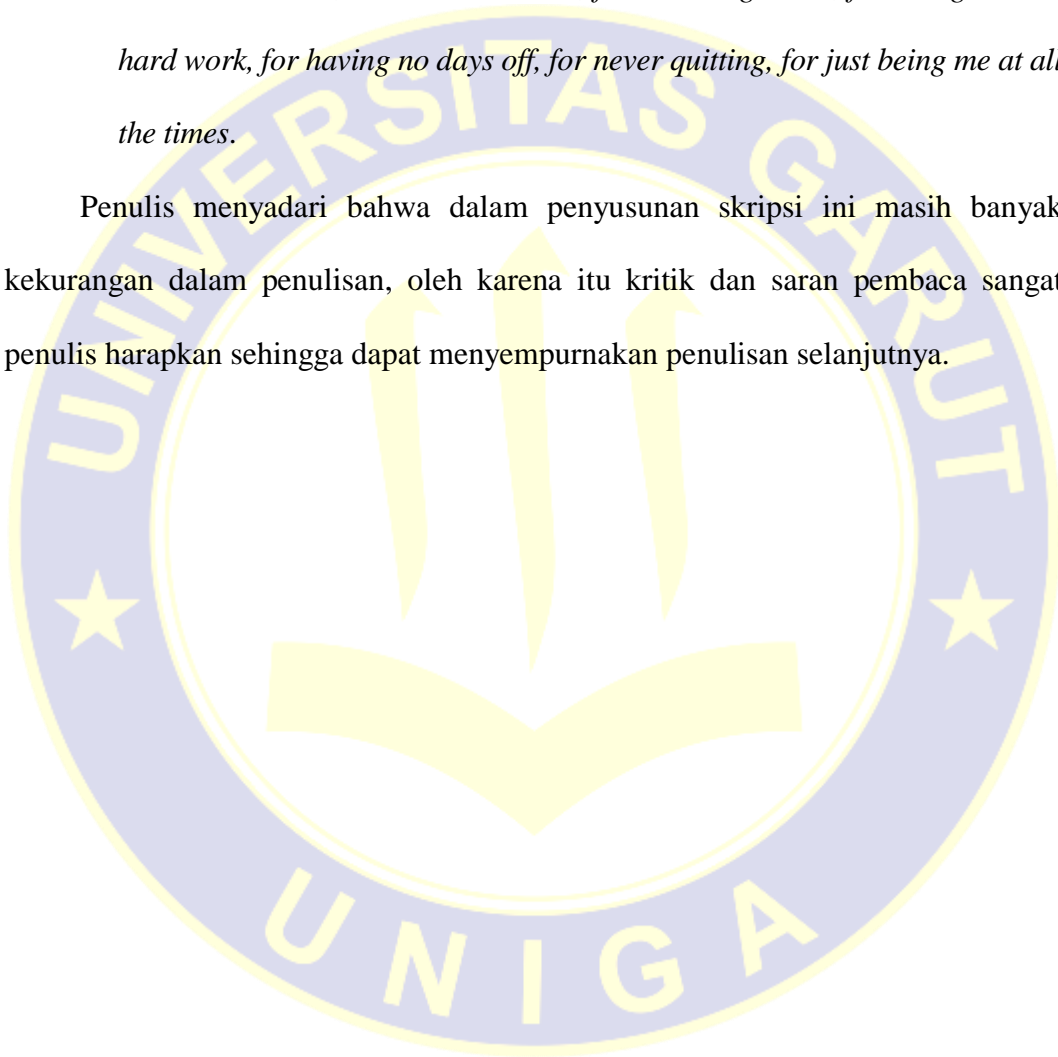 hard work, for having no days off, for never quitting, for just being me at all
the times.
Penulis menyadari bahwa dalam penyusunan skripsi ini masih banyak
kekurangan dalam penulisan, oleh karena itu kritik dan saran pembaca sangat
penulis harapkan sehingga dapat menyempurnakan penulisan selanjutnya.
UNIVERSITAS GARUT
UNIGA